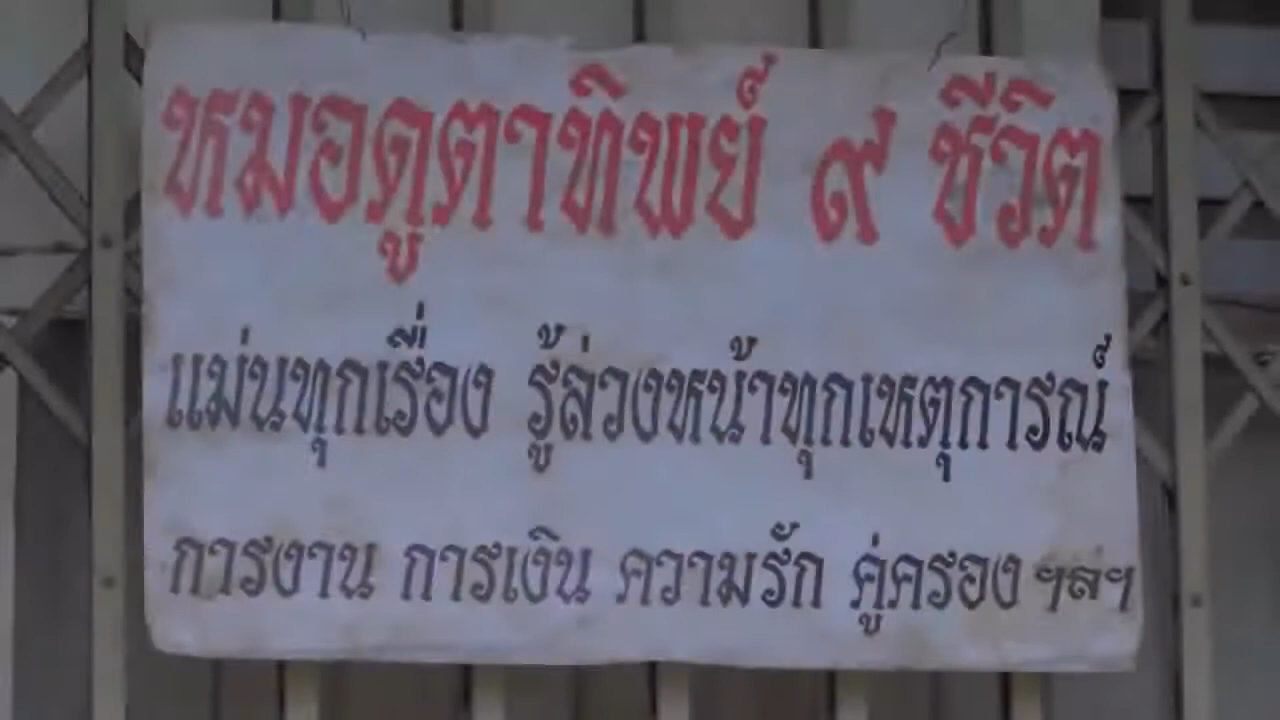 หมอดูตาทิพย์ ๙ ชีวิต
แม่นทุกเรื่อง รู้ล่วงหน้าทุกเหตุการณ์
การงาน การเงิน ความรัก คู่ครอง ฯลฯ